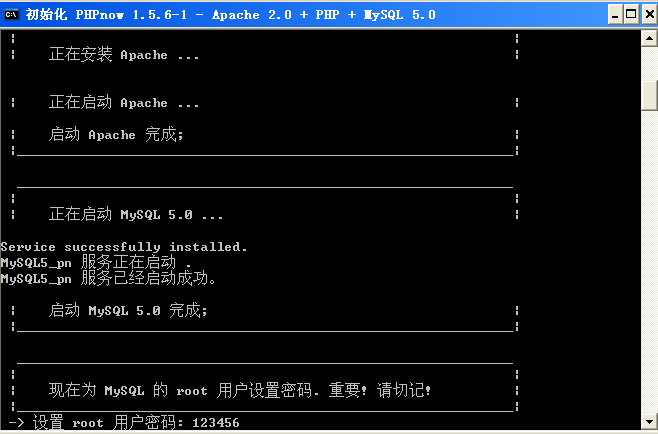 初始化 PHPnow 1.5.6-1 - Apache 2.0 + PHP + MySQL 5.0
正在安装 Apache ...
正在启动 Apache ...
启动 Apache 完成;
正在启动 MySQL 5.0 ...
Service successfully installed.
MySQL5_pn 服务正在启动 .
MySQL5_pn 服务已经启动成功。
启动 MySQL 5.0 完成;
现在为 MySQL 的 root 用户设置密码. 重要! 请切记!
-> 设置 root 用户密码: 123456